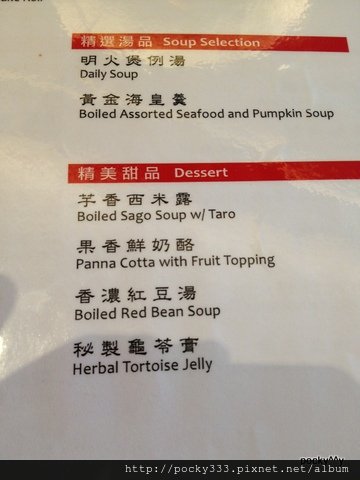 精選湯品 Soup Selection
明火煲例湯
Daily Soup
黃金海皇羹
Boiled Assorted Seafood and Pumpkin Soup
精美甜品 Dessert
芋香西米露
Boiled Sago Soup w/ Taro
果香鮮奶酪
Panna Cotta with Fruit Topping
香濃紅豆湯
Boiled Red Bean Soup
秘製龜苓膏
Herbal Tortoise Jelly
http://pocky333.pixnet.net/album